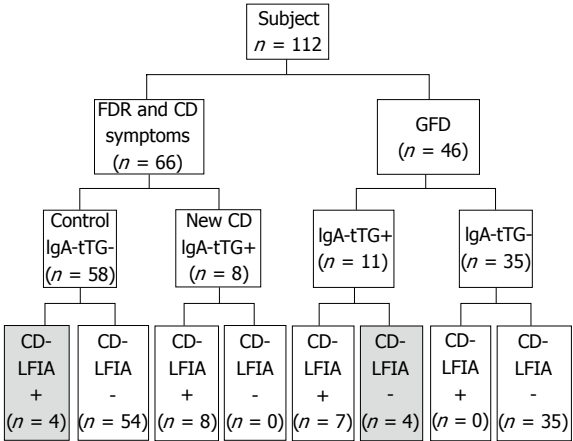 Subject
n = 112
FDR and CD
symptoms
(n = 66)
GFD
(n = 46)
Control
IgA-tTG-
(n = 58)
New CD
IgA-tTG+
(n = 8)
IgA-tTG+
(n = 11)
IgA-tTG-
(n = 35)
CD-
LFIA
+
(n = 4)
CD-
LFIA
-
(n = 54)
CD-
LFIA
+
(n = 8)
CD-
LFIA
-
(n = 0)
CD-
LFIA
+
(n = 7)
CD-
LFIA
-
(n = 4)
CD-
LFIA
+
(n = 0)
CD-
LFIA
-
(n = 35)